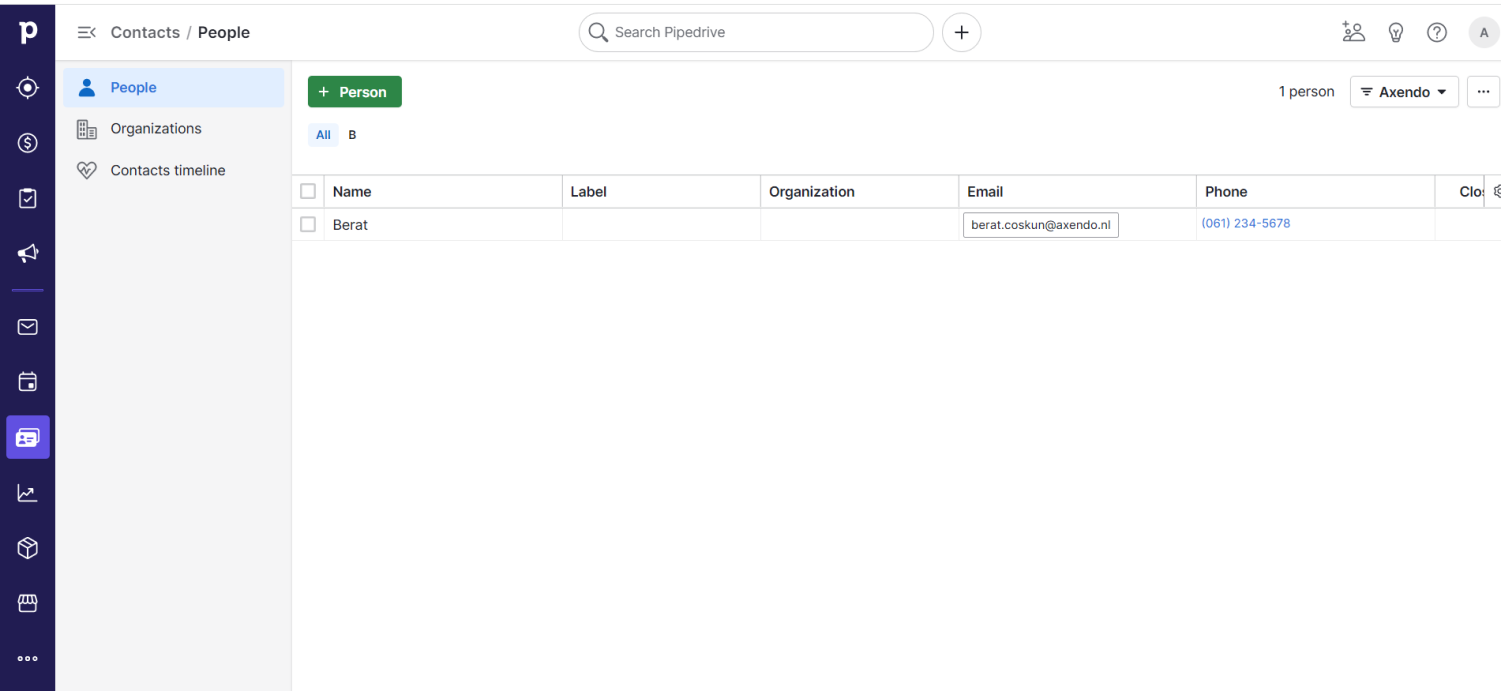 p
Contacts / People
Search Pipedrive
A
People
Organizations
Contacts timeline
+ Person
1 person
Axendo
...
All B
Name Label Organization Email Phone Clos
Berat berat.coskun@axendo.nl (061) 234-5678